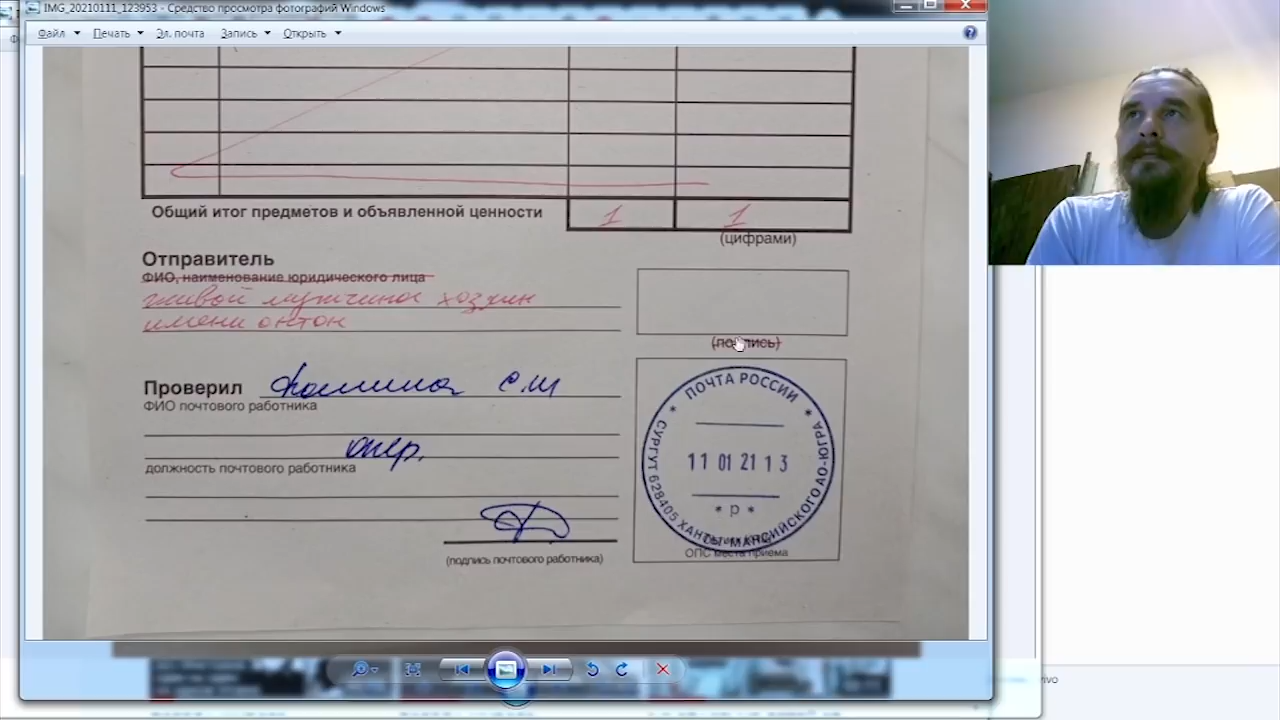 IMG_20210111_123953 - Средство просмотра фотографий Windows
Файл Печать Эл. почта Запись Открыть
Общий итог предметов и объявленной ценности 1 1
(цифрами)
Отправитель
ФИО, наименование юридического лица
живой мужчина хозяин
имени антон
(подпись)
Проверил Фомина С.Ш
ФИО почтового работника
опер.
должность почтового работника
(подпись почтового работника)
ПОЧТА РОССИИ
11 01 21 13
* р *
СУРГУТ 628405 ХАНТЫ-МАНСИЙСКОГО АО-ЮГРА
ОПС места приема